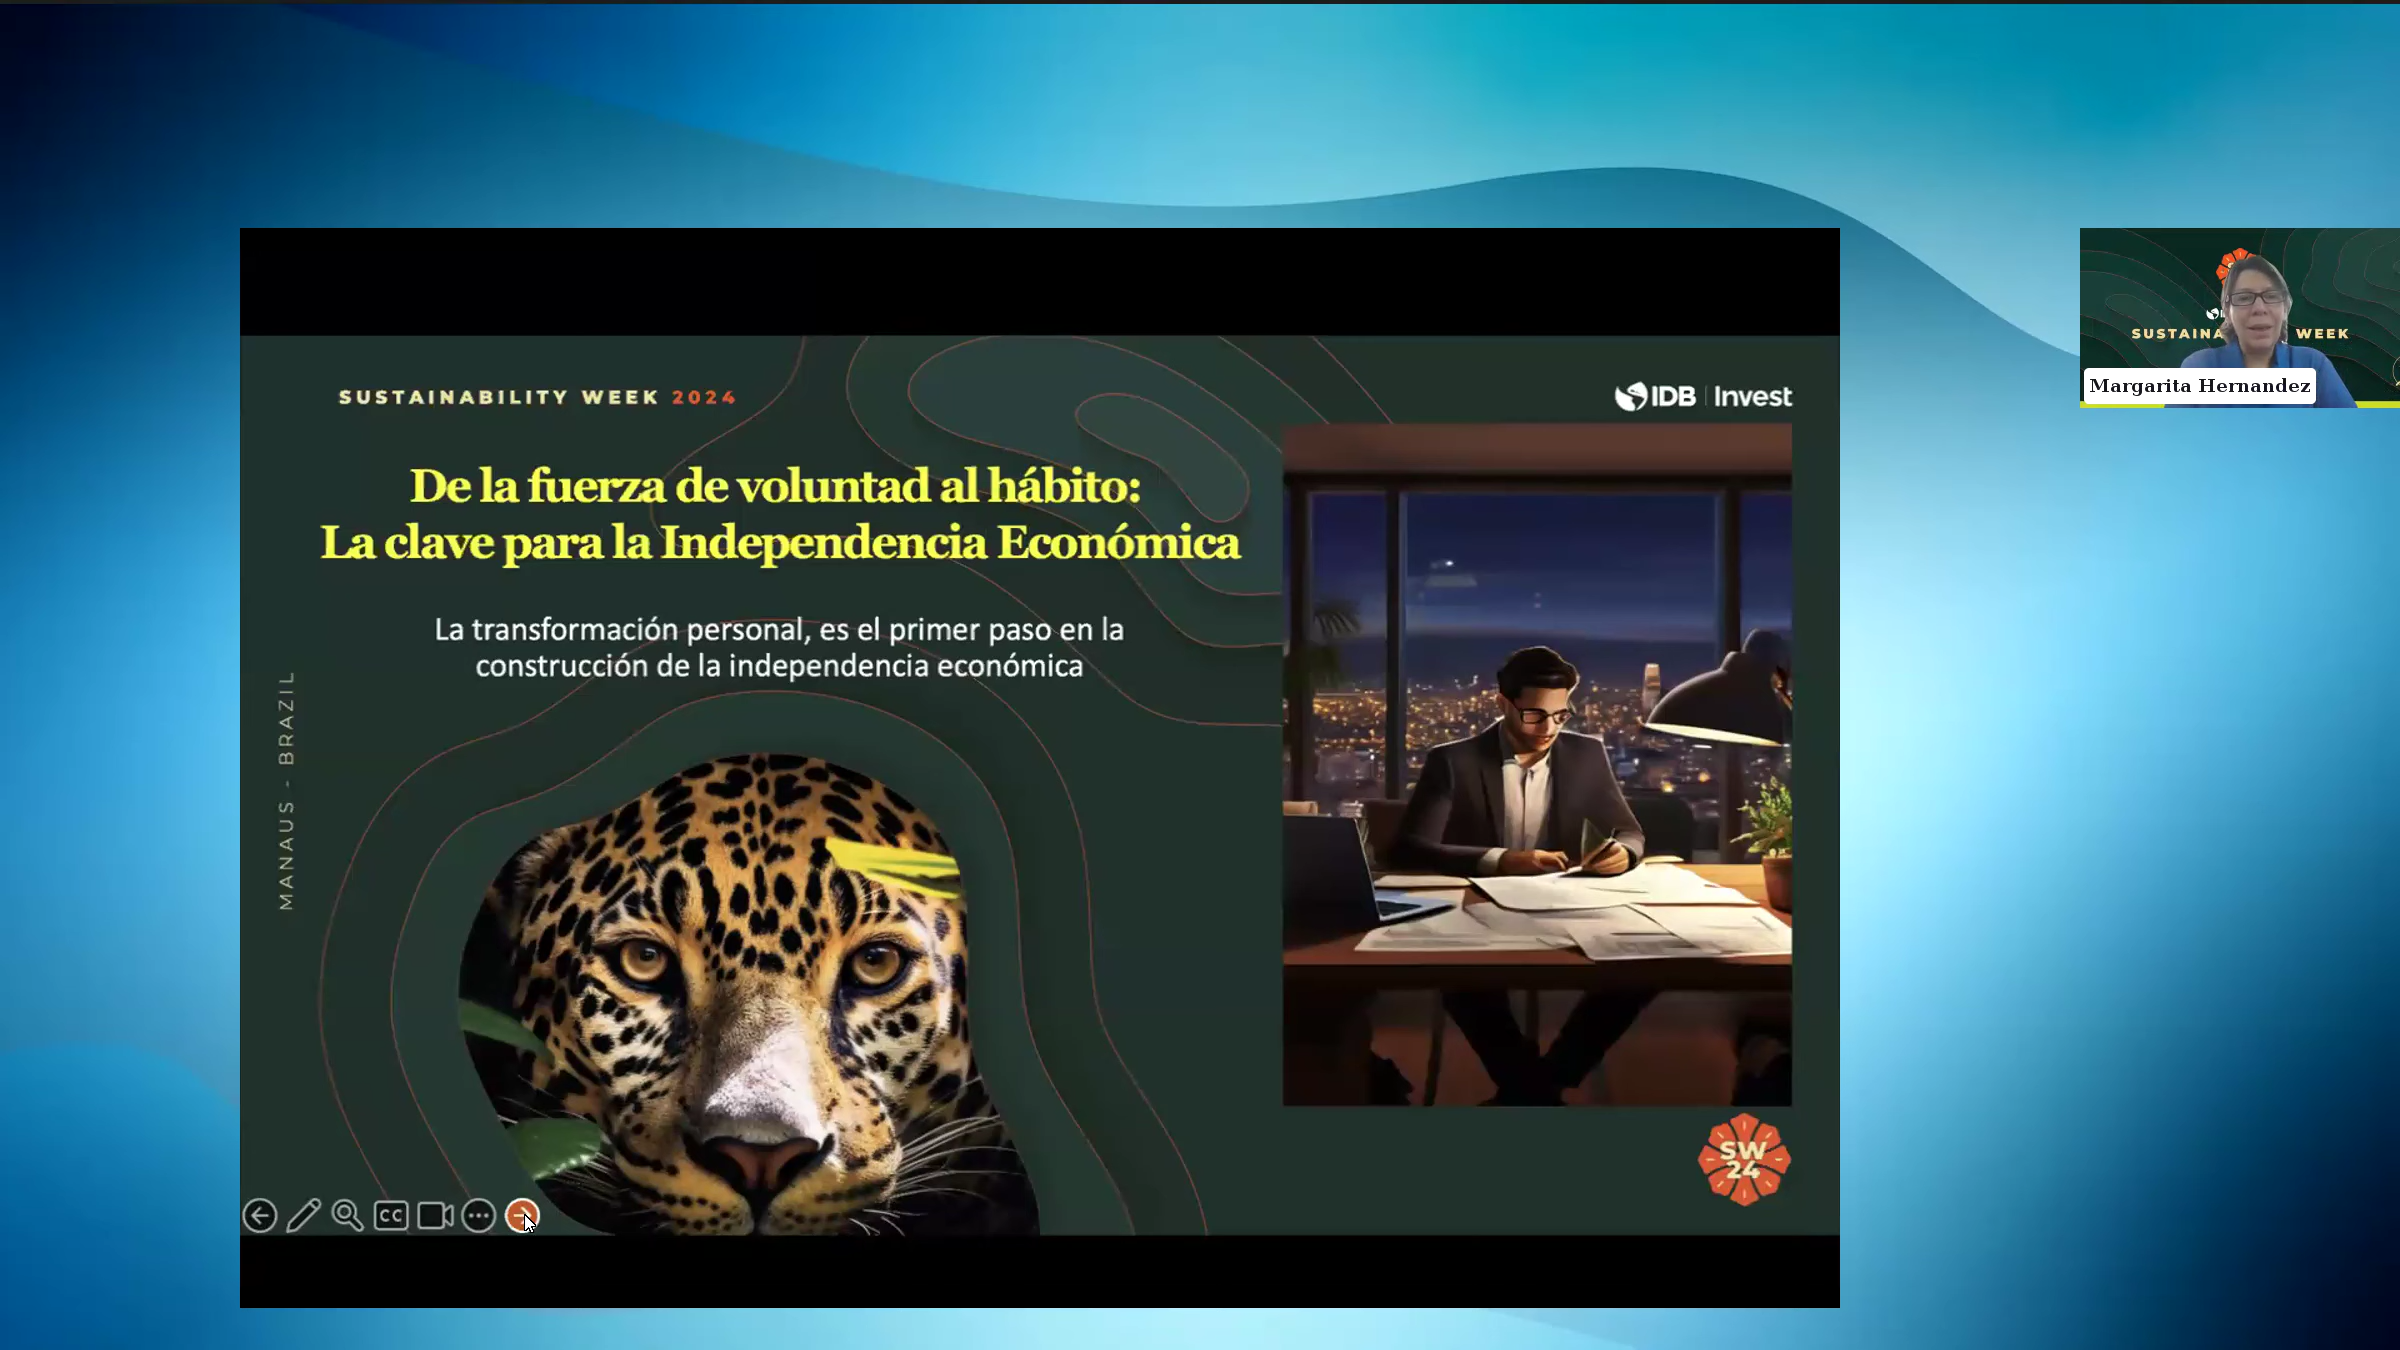 SUSTAINABILITY WEEK 2024
IDB | Invest
De la fuerza de voluntad al hábito:
La clave para la Independencia Económica
La transformación personal, es el primer paso en la
construcción de la independencia económica
MANAUS - BRAZIL
SW
24
CC
SUSTAINA WEEK
Margarita Hernandez